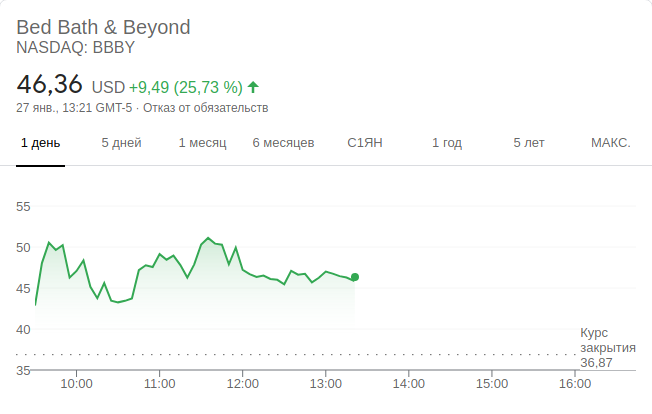 Bed Bath & Beyond
NASDAQ: BBBY
46,36 USD +9,49 (25,73 %)
27 янв., 13:21 GMT-5 · Отказ от обязательств
1 день 5 дней 1 месяц 6 месяцев С1ЯН 1 год 5 лет МАКС.
55
50
45
40
Курс
закрытия
36,87
35
10:00 11:00 12:00 13:00 14:00 15:00 16:00